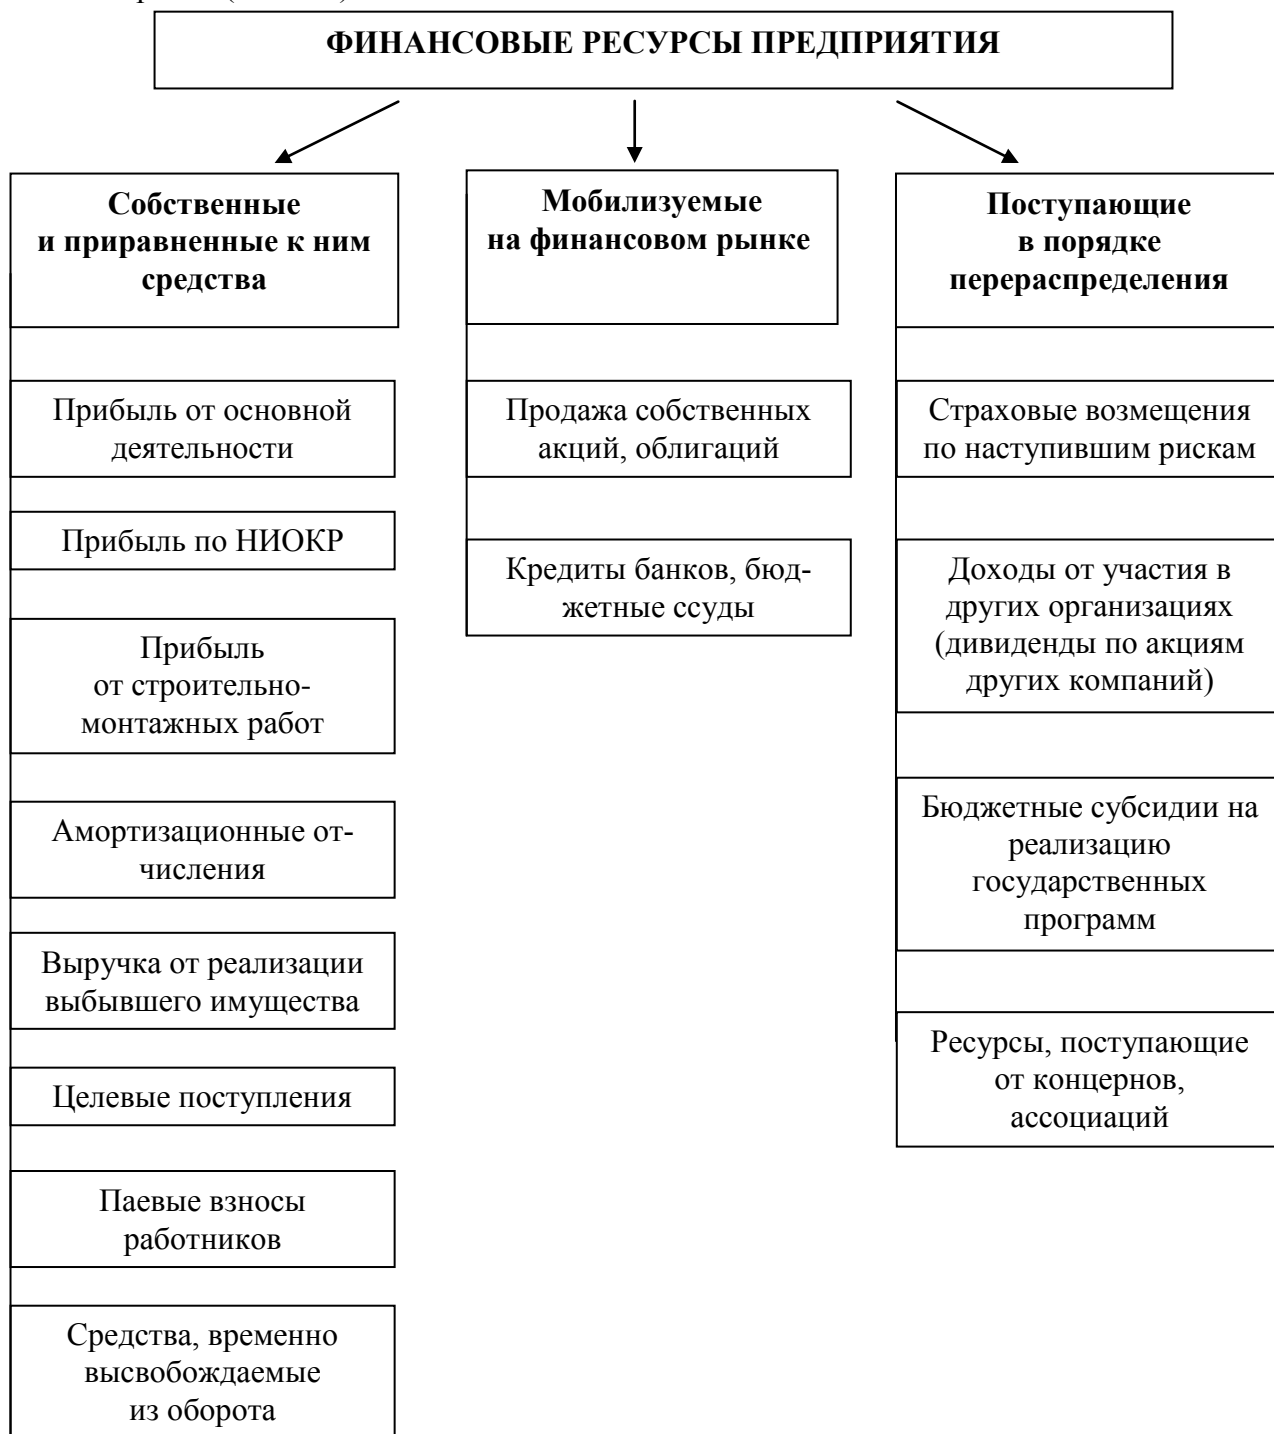 ФИНАНСОВЫЕ РЕСУРСЫ ПРЕДПРИЯТИЯ
Собственные
и приравненные к ним
средства
Прибыль от основной
деятельности
Прибыль по НИОКР
Прибыль
от строительно-
монтажных работ
Амортизационные от-
числения
Выручка от реализации
выбывшего имущества
Целевые поступления
Паевые взносы
работников
Средства, временно
высвобождаемые
из оборота
Мобилизуемые
на финансовом рынке
Продажа собственных
акций, облигаций
Кредиты банков, бюд-
жетные ссуды
Поступающие
в порядке
перераспределения
Страховые возмещения
по наступившим рискам
Доходы от участия в
других организациях
(дивиденды по акциям
других компаний)
Бюджетные субсидии на
реализацию
государственных
программ
Ресурсы, поступающие
от концернов,
ассоциаций